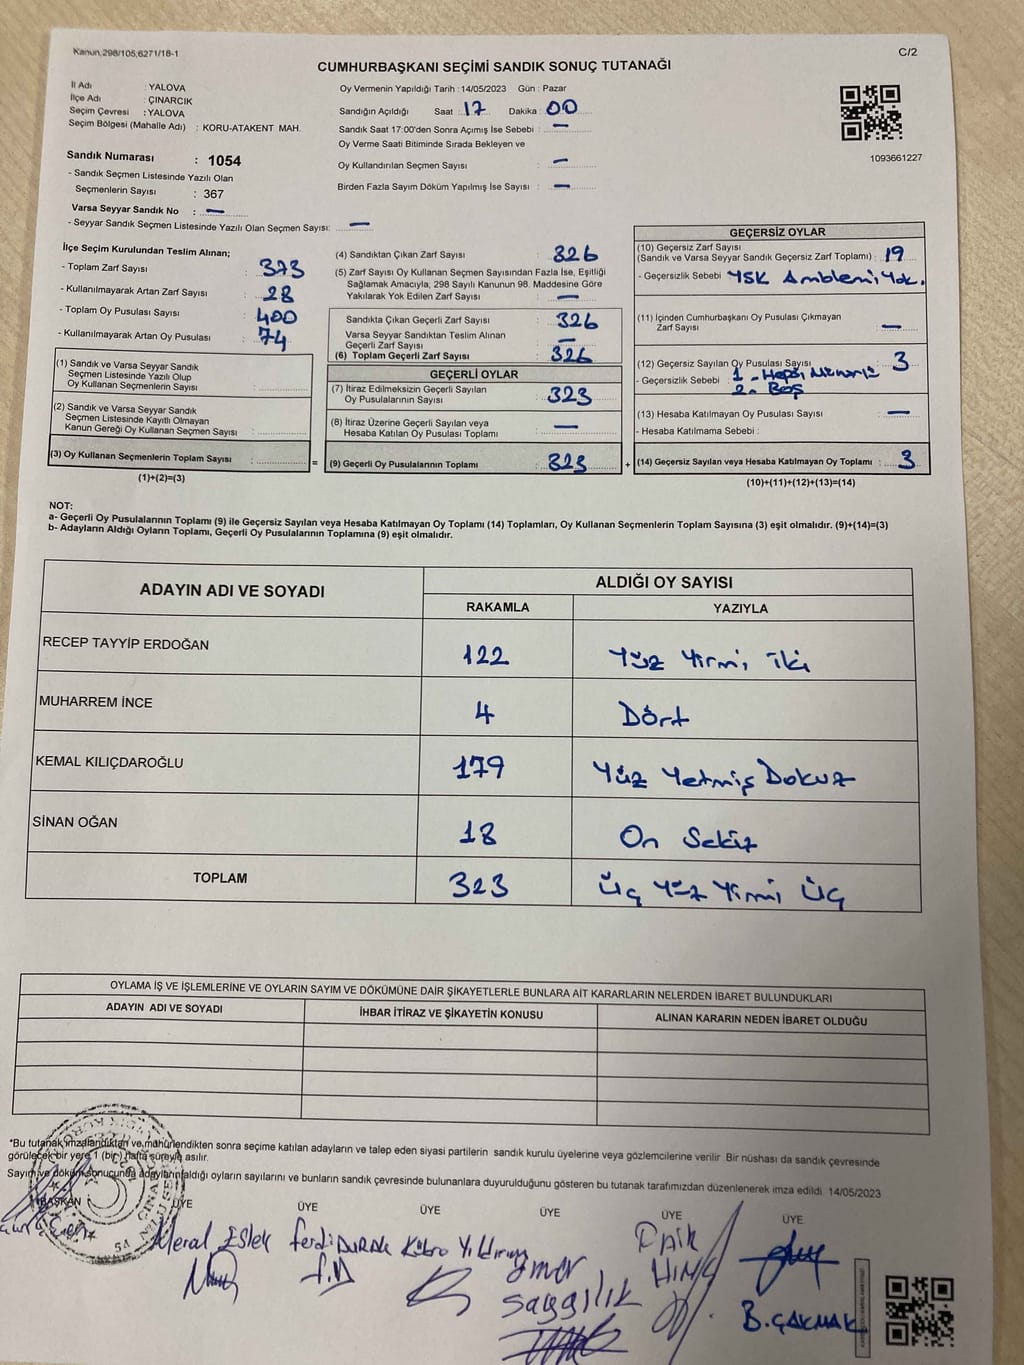 Kanun 298/105,6271/18-1
C/2
CUMHURBAŞKANI SEÇİMİ SANDIK SONUÇ TUTANAĞI
İl Adı : YALOVA
İlçe Adı : ÇINARCIK
Seçim Çevresi : YALOVA
Seçim Bölgesi (Mahalle Adı) : KORU-ATAKENT MAH.
Sandık Numarası : 1054
- Sandık Seçmen Listesinde Yazılı Olan
Seçmenlerin Sayısı : 367
Varsa Seyyar Sandık No : —
- Seyyar Sandık Seçmen Listesinde Yazılı Olan Seçmen Sayısı: —
Oy Vermenin Yapıldığı Tarih : 14/05/2023 Gün : Pazar
Sandığın Açıldığı Saat : 17 Dakika : 00
Sandık Saat 17:00'den Sonra Açımış İse Sebebi : —
Oy Verme Saati Bitiminde Sırada Bekleyen ve
Oy Kullandırılan Seçmen Sayısı : —
Birden Fazla Sayım Döküm Yapılmış İse Sayısı : —
1093661227
İlçe Seçim Kurulundan Teslim Alınan;
- Toplam Zarf Sayısı : 373
- Kullanılmayarak Artan Zarf Sayısı : 28
- Toplam Oy Pusulası Sayısı : 400
- Kullanılmayarak Artan Oy Pusulası : 74
(1) Sandık ve Varsa Seyyar Sandık
Seçmen Listesinde Yazılı Olup
Oy Kullanan Seçmenlerin Sayısı :
(2) Sandık ve Varsa Seyyar Sandık
Seçmen Listesinde Kayıtlı Olmayan
Kanun Gereği Oy Kullanan Seçmen Sayısı :
(3) Oy Kullanan Seçmenlerin Toplam Sayısı :
(1)+(2)=(3)
(4) Sandıktan Çıkan Zarf Sayısı : 326
(5) Zarf Sayısı Oy Kullanan Seçmen Sayısından Fazla İse, Eşitliği
Sağlamak Amacıyla, 298 Sayılı Kanunun 98. Maddesine Göre
Yakılarak Yok Edilen Zarf Sayısı : —
Sandıkta Çıkan Geçerli Zarf Sayısı : 326
Varsa Seyyar Sandıktan Teslim Alınan
Geçerli Zarf Sayısı : —
(6) Toplam Geçerli Zarf Sayısı : 326
GEÇERLİ OYLAR
(7) İtiraz Edilmeksizin Geçerli Sayılan
Oy Pusulalarının Sayısı : 323
(8) İtiraz Üzerine Geçerli Sayılan veya
Hesaba Katılan Oy Pusulası Toplamı : —
= (9) Geçerli Oy Pusulalarının Toplamı : 323
GEÇERSİZ OYLAR
(10) Geçersiz Zarf Sayısı
(Sandık ve Varsa Seyyar Sandık Geçersiz Zarf Toplamı) : 19
- Geçersizlik Sebebi : YSK Amblemi Yok.
(11) İçinden Cumhurbaşkanı Oy Pusulası Çıkmayan
Zarf Sayısı : —
(12) Geçersiz Sayılan Oy Pusulası Sayısı : 3
- Geçersizlik Sebebi : 1 - Hepsi
2 - Boş
(13) Hesaba Katılmayan Oy Pusulası Sayısı : —
- Hesaba Katılmama Sebebi :
+ (14) Geçersiz Sayılan veya Hesaba Katılmayan Oy Toplamı : 3
(10)+(11)+(12)+(13)=(14)
NOT:
a- Geçerli Oy Pusulalarının Toplamı (9) ile Geçersiz Sayılan veya Hesaba Katılmayan Oy Toplamı (14) Toplamları, Oy Kullanan Seçmenlerin Toplam Sayısına (3) eşit olmalıdır. (9)+(14)=(3)
b- Adayların Aldığı Oyların Toplamı, Geçerli Oy Pusulalarının Toplamına (9) eşit olmalıdır.
ADAYIN ADI VE SOYADI
ALDIĞI OY SAYISI
RAKAMLA YAZIYLA
RECEP TAYYİP ERDOĞAN 122 Yüz Yirmi İki
MUHARREM İNCE 4 Dört
KEMAL KILIÇDAROĞLU 179 Yüz Yetmiş Dokuz
SİNAN OĞAN 18 On Sekiz
TOPLAM 323 Üç Yüz Yirmi Üç
OYLAMA İŞ VE İŞLEMLERİNE VE OYLARIN SAYIM VE DÖKÜMÜNE DAİR ŞİKAYETLERLE BUNLARA AİT KARARLARIN NELERDEN İBARET BULUNDUKLARI
ADAYIN ADI VE SOYADI İHBAR İTİRAZ VE ŞİKAYETİN KONUSU ALINAN KARARIN NEDEN İBARET OLDUĞU
*Bu tutanak imzalandıktan ve mühürlendikten sonra seçime katılan adayların ve talep eden siyasi partilerin sandık kurulu üyelerine veya gözlemcilerine verilir .Bir nüshası da sandık çevresinde
görülecek bir yere 1 (bir) hafta süreyle asılır.
Sayım ve döküm sonucunda adayların aldığı oyların sayılarını ve bunların sandık çevresinde bulunanlara duyurulduğunu gösteren bu tutanak tarafımızdan düzenlenerek imza edildi. 14/05/2023
BAŞKAN ÜYE ÜYE ÜYE ÜYE ÜYE ÜYE
Meral Eslek Ferdi DURAK Kübra Yıldırım Ömer Saygılık FAİK B. ÇAKMAK